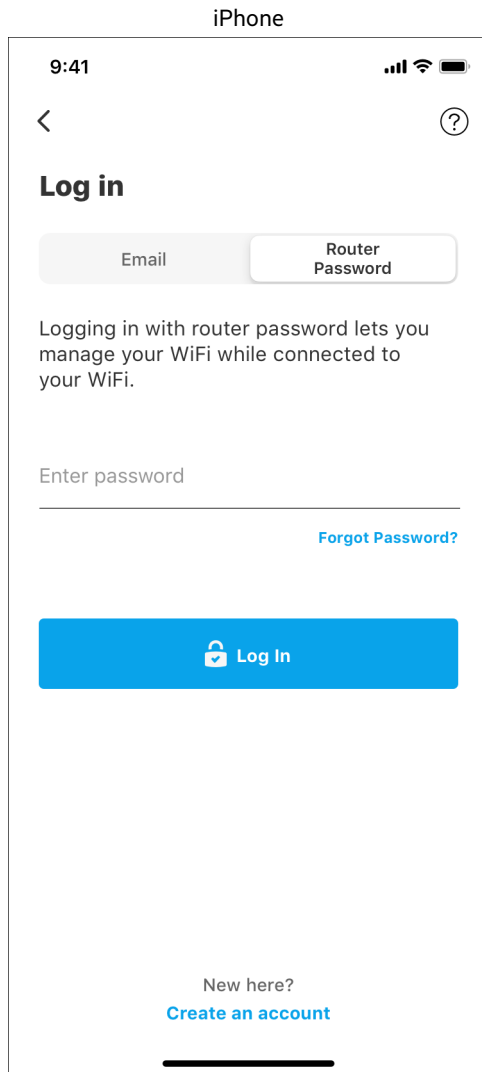 iPhone
9:41
?
Log in
Email
Router
Password
Logging in with router password lets you
manage your WiFi while connected to
your WiFi.
Enter password
Forgot Password?
Log In
New here?
Create an account